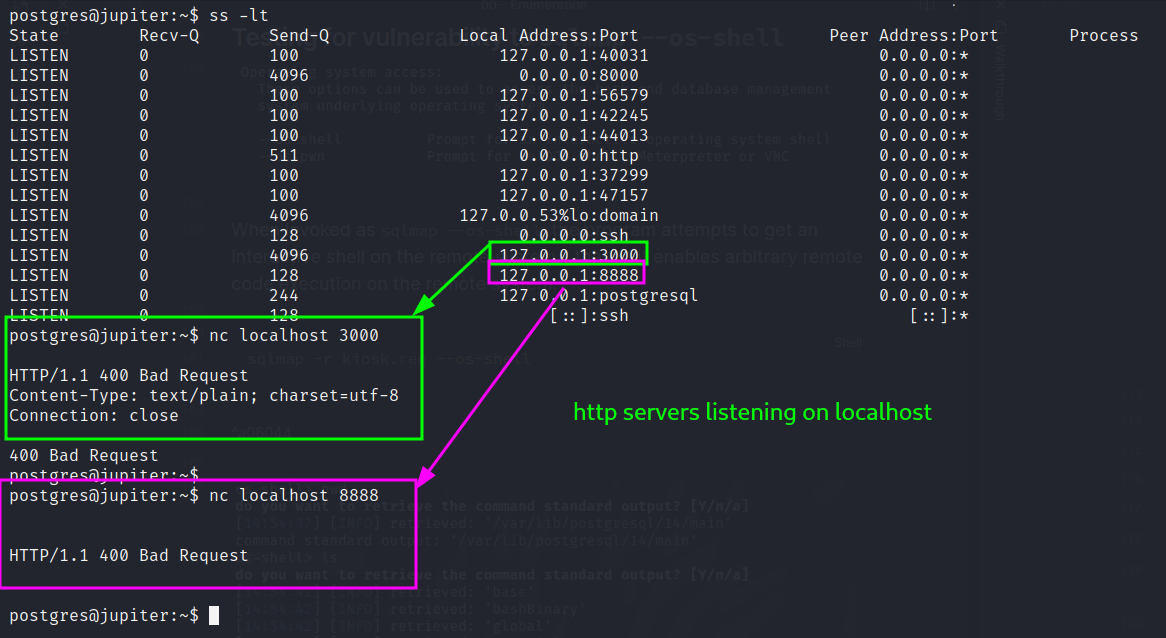 postgres@jupiter:~$ ss -lt
State Recv-Q Send-Q Local Address:Port Peer Address:Port Process
LISTEN 0 100 127.0.0.1:40031 0.0.0.0:*
LISTEN 0 4096 0.0.0.0:8000 0.0.0.0:*
LISTEN 0 100 127.0.0.1:56579 0.0.0.0:*
LISTEN 0 100 127.0.0.1:42245 0.0.0.0:*
LISTEN 0 100 127.0.0.1:44013 0.0.0.0:*
LISTEN 0 511 0.0.0.0:http 0.0.0.0:*
LISTEN 0 100 127.0.0.1:37299 0.0.0.0:*
LISTEN 0 100 127.0.0.1:47157 0.0.0.0:*
LISTEN 0 4096 127.0.0.53%lo:domain 0.0.0.0:*
LISTEN 0 128 0.0.0.0:ssh 0.0.0.0:*
LISTEN 0 4096 127.0.0.1:3000 0.0.0.0:*
LISTEN 0 128 127.0.0.1:8888 0.0.0.0:*
LISTEN 0 244 127.0.0.1:postgresql 0.0.0.0:*
LISTEN 0 128 [::]:ssh [::]:*
postgres@jupiter:~$ nc localhost 3000
HTTP/1.1 400 Bad Request
Content-Type: text/plain; charset=utf-8
Connection: close
http servers listening on localhost
400 Bad Request
postgres@jupiter:~$
postgres@jupiter:~$ nc localhost 8888
HTTP/1.1 400 Bad Request
postgres@jupiter:~$